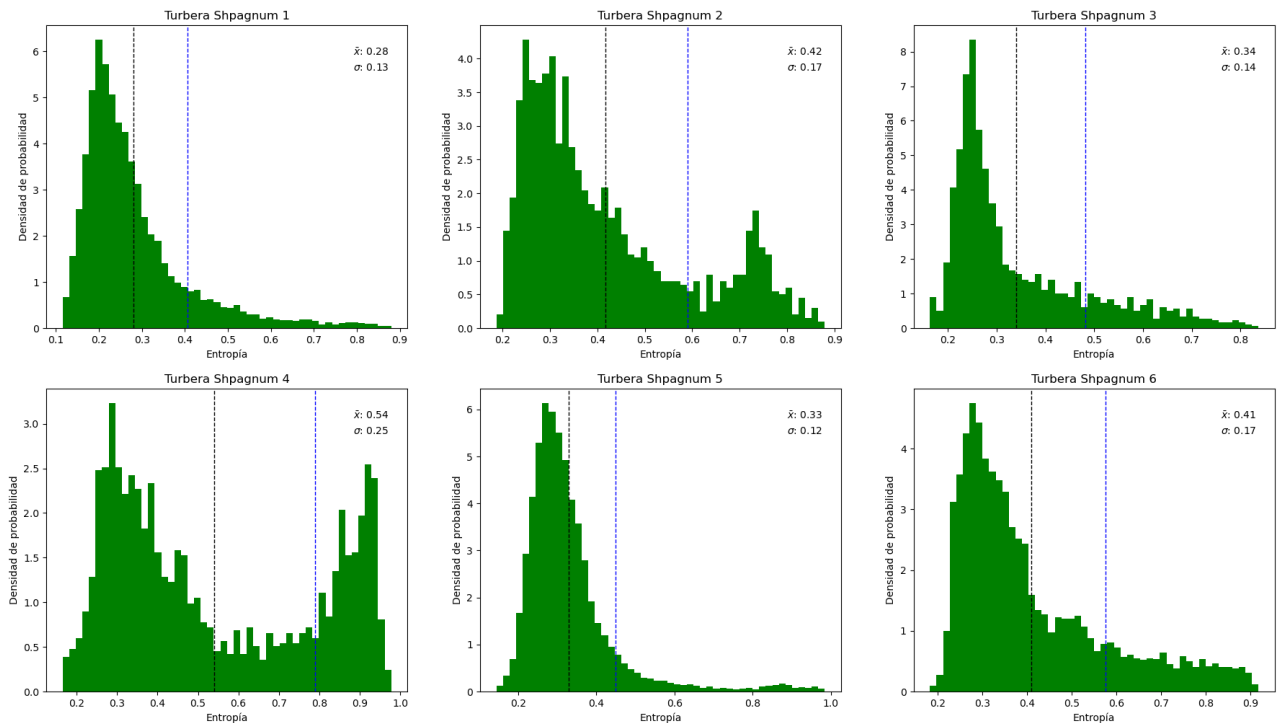 Turbera Shpagnum 1
x̄: 0.28
σ: 0.13
Densidad de probabilidad
6
5
4
3
2
1
0
0.1 0.2 0.3 0.4 0.5 0.6 0.7 0.8 0.9
Entropía
Turbera Shpagnum 2
x̄: 0.42
σ: 0.17
Densidad de probabilidad
4.0
3.5
3.0
2.5
2.0
1.5
1.0
0.5
0.0
0.2 0.3 0.4 0.5 0.6 0.7 0.8
Entropía
Turbera Shpagnum 3
x̄: 0.34
σ: 0.14
Densidad de probabilidad
8
7
6
5
4
3
2
1
0
0.2 0.3 0.4 0.5 0.6 0.7 0.8
Entropía
Turbera Shpagnum 4
x̄: 0.54
σ: 0.25
Densidad de probabilidad
3.0
2.5
2.0
1.5
1.0
0.5
0.0
0.2 0.3 0.4 0.5 0.6 0.7 0.8 0.9 1.0
Entropía
Turbera Shpagnum 5
x̄: 0.33
σ: 0.12
Densidad de probabilidad
6
5
4
3
2
1
0
0.2 0.4 0.6 0.8 1.0
Entropía
Turbera Shpagnum 6
x̄: 0.41
σ: 0.17
Densidad de probabilidad
4
3
2
1
0
0.2 0.3 0.4 0.5 0.6 0.7 0.8 0.9
Entropía